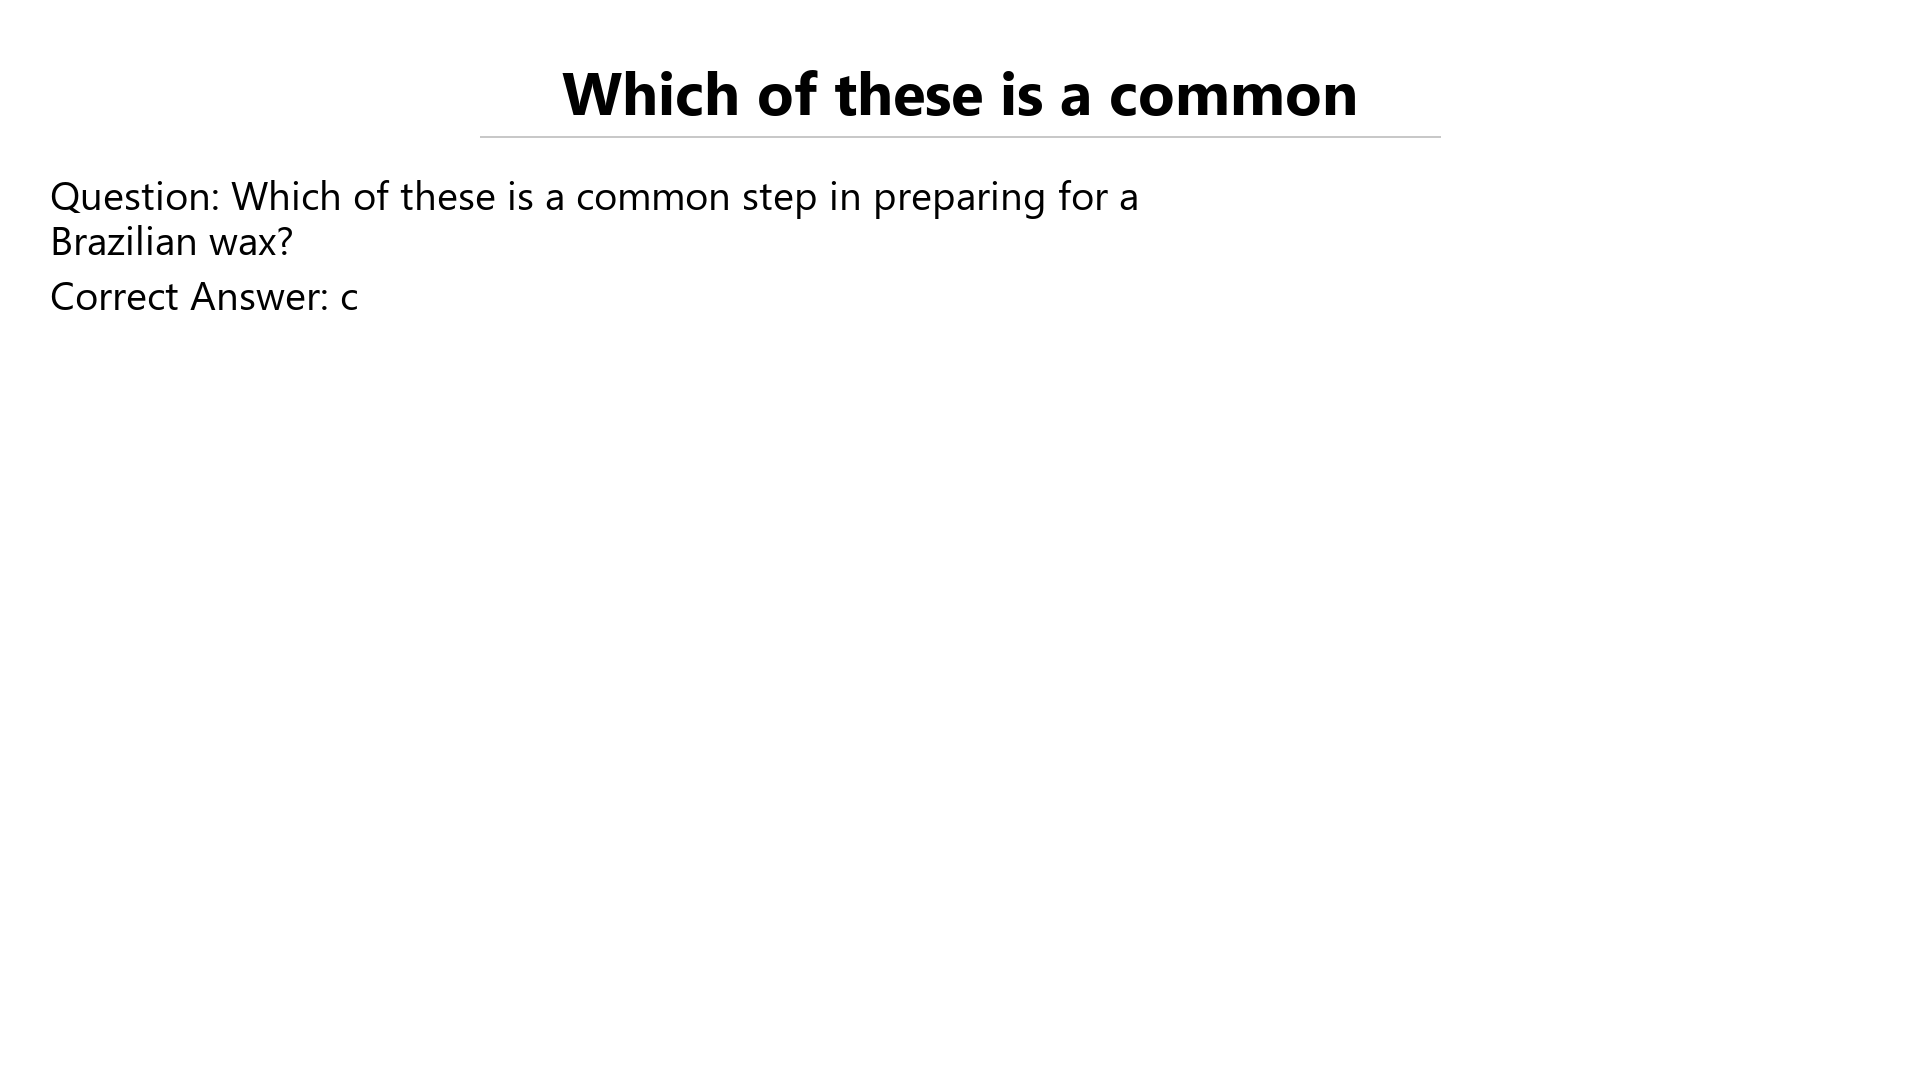 Which of these is a common
Question: Which of these is a common step in preparing for a
Brazilian wax?
Correct Answer: c